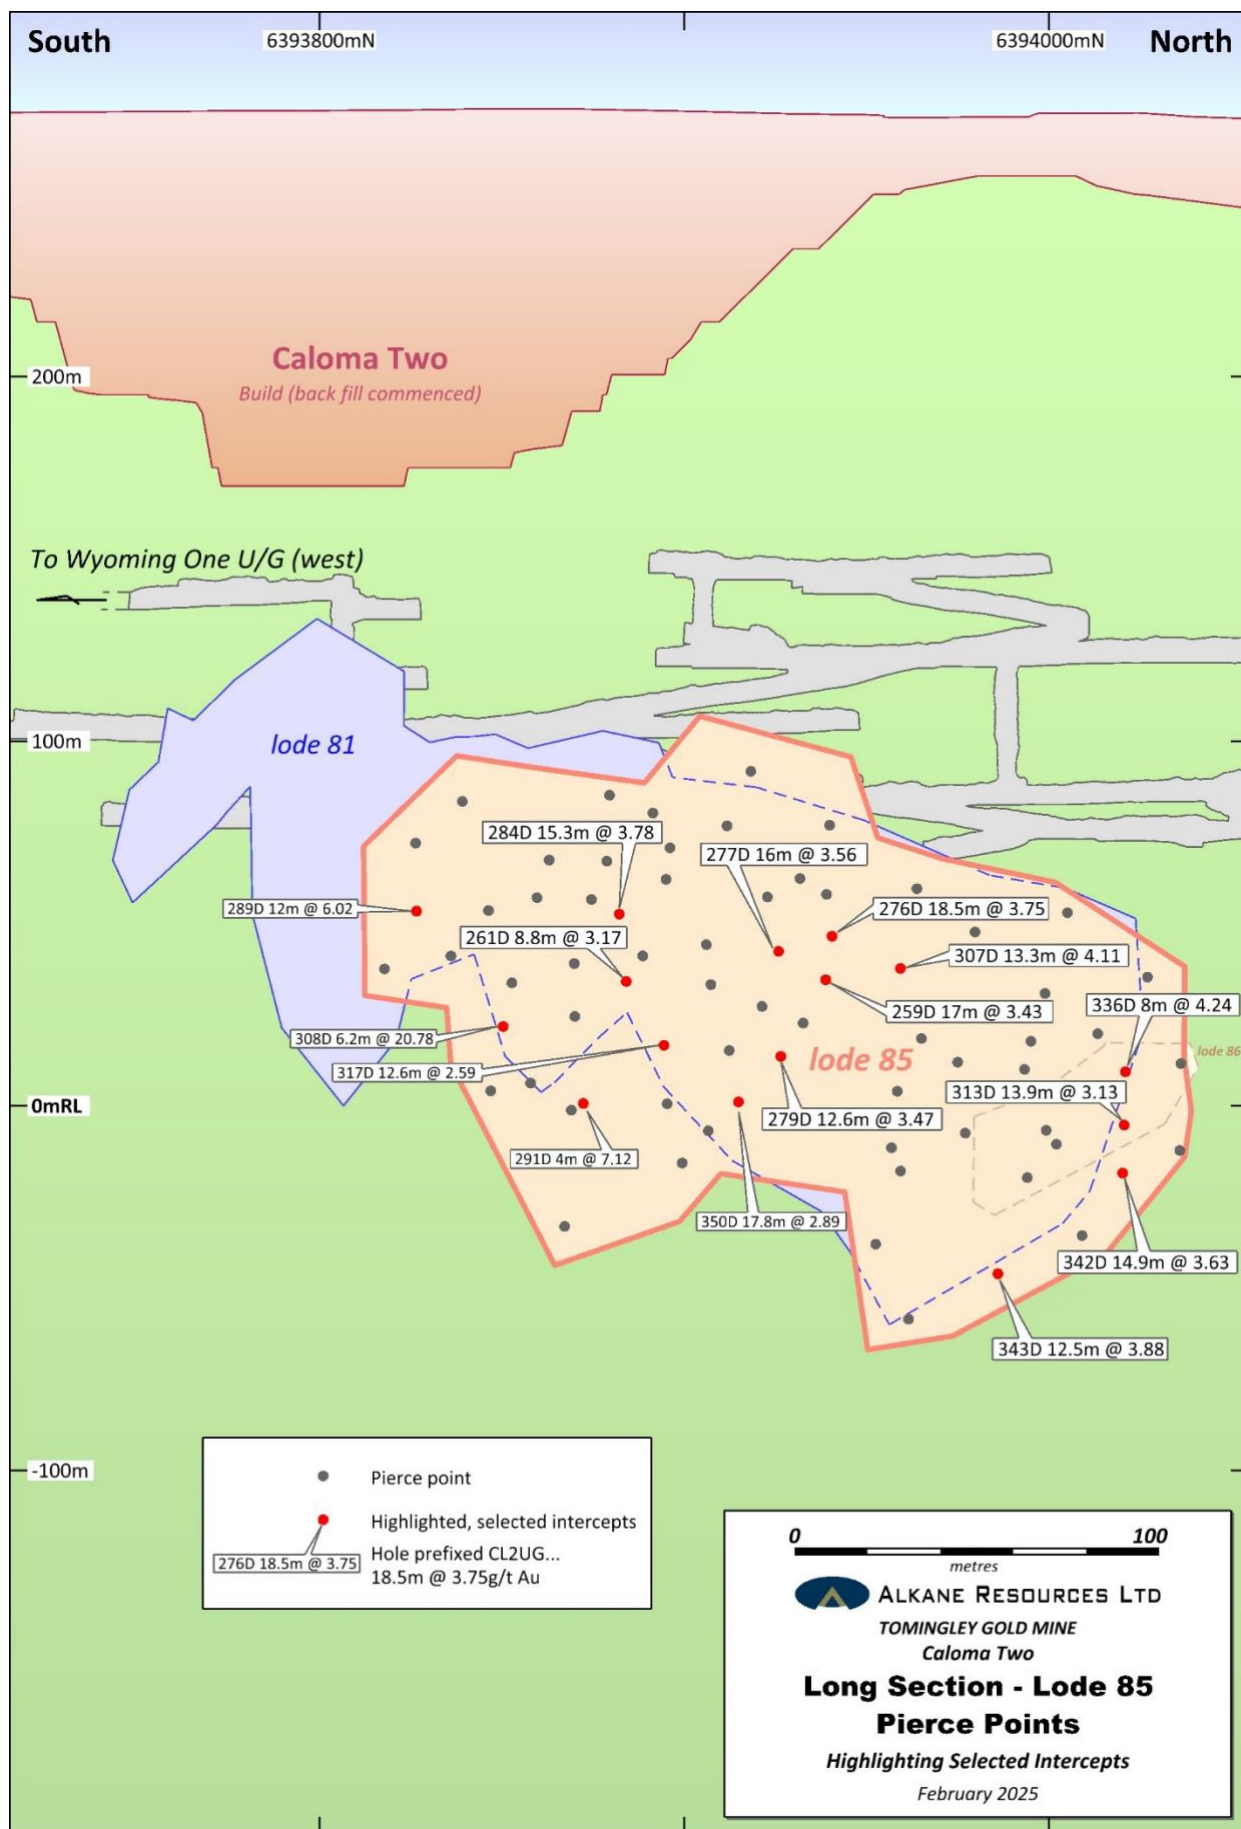 South
6393800mN
6394000mN
North
Caloma Two
200m
Build (back fill commenced)
To Wyoming One U/G (west)
100m
lode 81
284D 15.3m @ 3.78
277D 16m @ 3.56
289D 12m @ 6.02
276D 18.5m @ 3.75
261D 8.8m @ 3.17
307D 13.3m @ 4.11
336D 8m @ 4.24
259D 17m @ 3.43
308D 6.2m @ 20.78
lode 85
lode 86
317D 12.6m @ 2.59
313D 13.9m @ 3.13
0mRL
279D 12.6m @ 3.47
291D 4m @ 7.12
350D 17.8m @ 2.89
342D 14.9m @ 3.63
343D 12.5m @ 3.88
-100m
Pierce point
Highlighted, selected intercepts
276D 18.5m @ 3.75
Hole prefixed CL2UG...
18.5m @ 3.75g/t Au
0 100
metres
ALKANE RESOURCES LTD
TOMINGLEY GOLD MINE
Caloma Two
Long Section - Lode 85
Pierce Points
Highlighting Selected Intercepts
February 2025